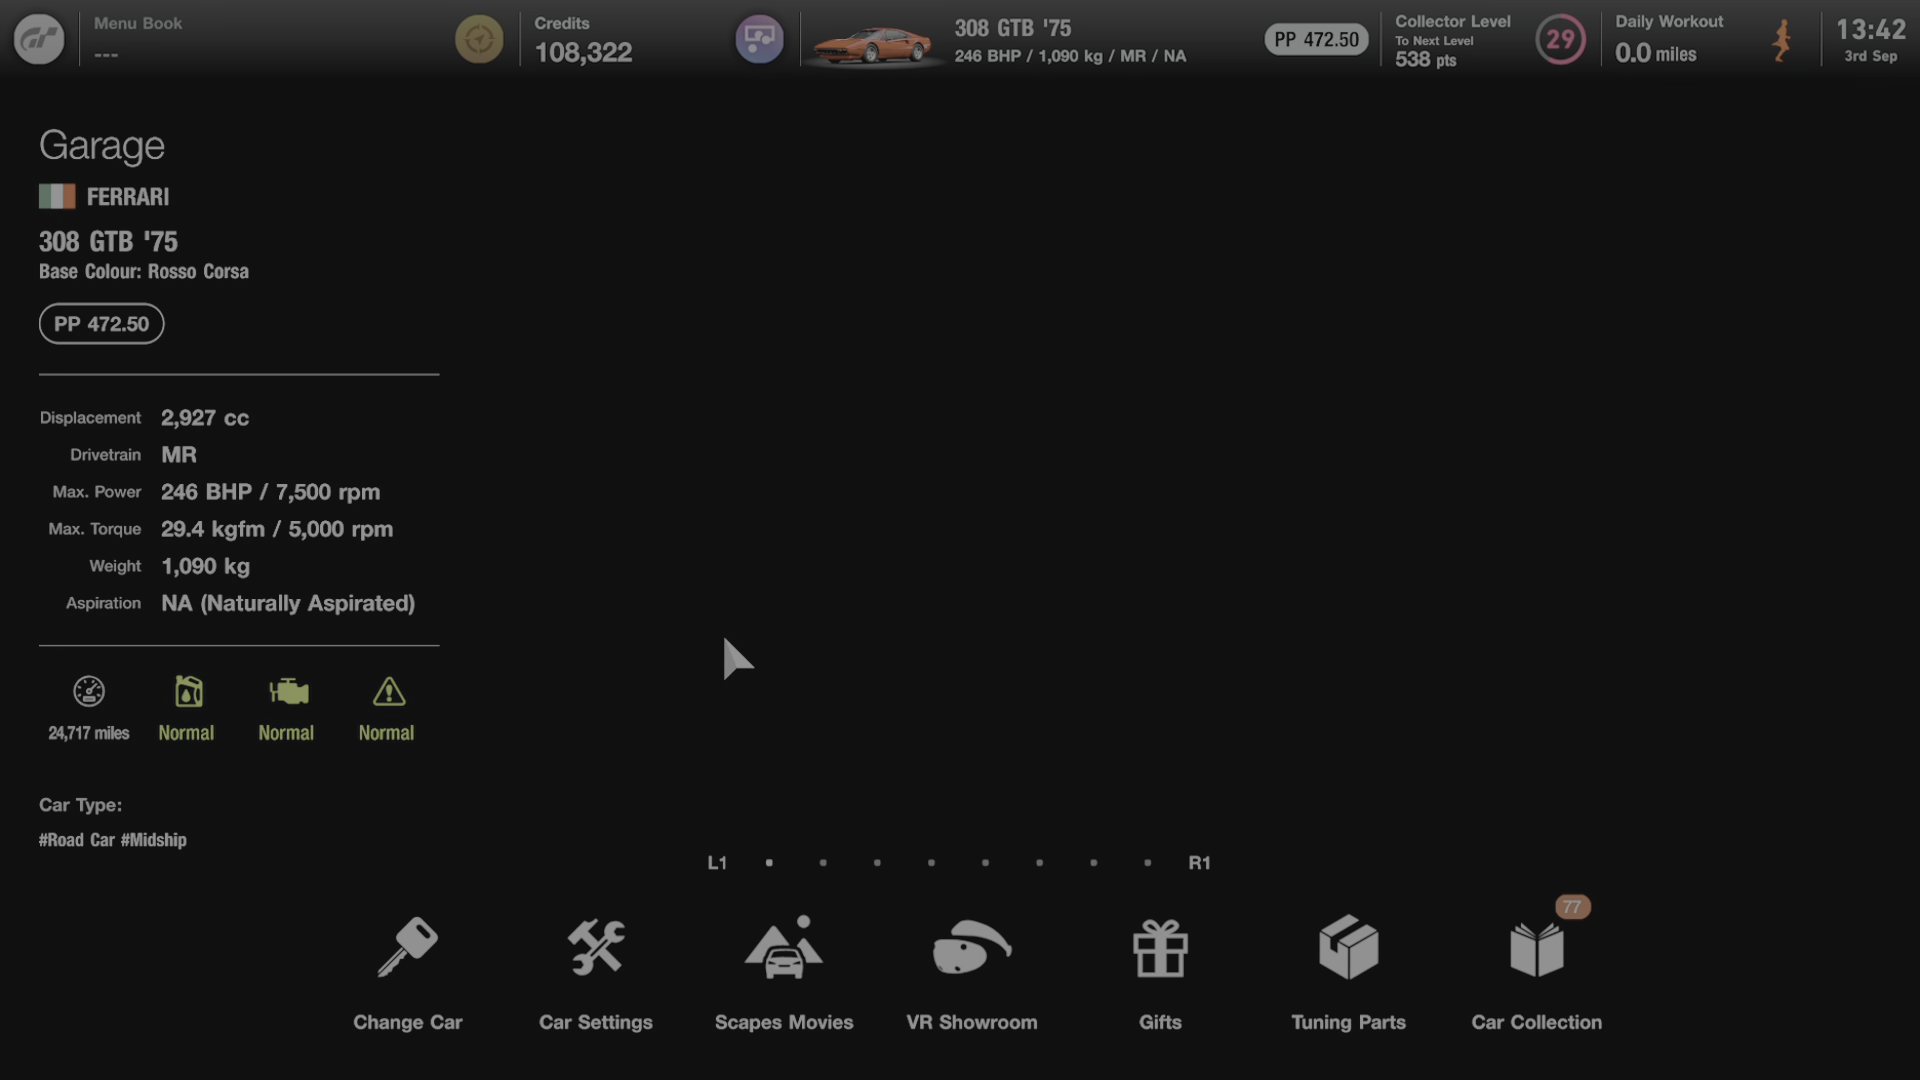 Menu Book
---
Credits
108,322
308 GTB '75
246 BHP / 1,090 kg / MR / NA
PP 472.50
Collector Level
To Next Level
538 pts
29
Daily Workout
0.0 miles
13:42
3rd Sep
Garage
FERRARI
308 GTB '75
Base Colour: Rosso Corsa
PP 472.50
Displacement 2,927 cc
Drivetrain MR
Max. Power 246 BHP / 7,500 rpm
Max. Torque 29.4 kgfm / 5,000 rpm
Weight 1,090 kg
Aspiration NA (Naturally Aspirated)
24,717 miles Normal Normal Normal
Car Type:
#Road Car #Midship
L1 R1
77
Change Car Car Settings Scapes Movies VR Showroom Gifts Tuning Parts Car Collection